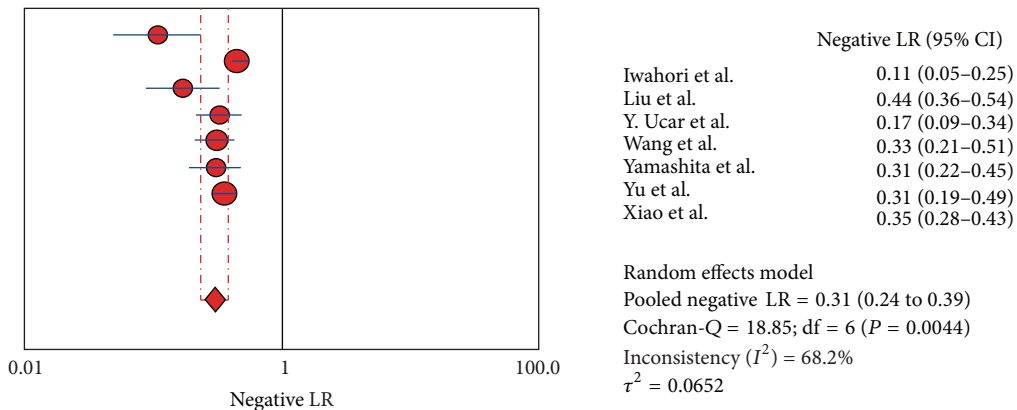 0.01
1
100.0
Negative LR
Negative LR (95% CI)
Iwahori et al. 0.11 (0.05–0.25)
Liu et al. 0.44 (0.36–0.54)
Y. Ucar et al. 0.17 (0.09–0.34)
Wang et al. 0.33 (0.21–0.51)
Yamashita et al. 0.31 (0.22–0.45)
Yu et al. 0.31 (0.19–0.49)
Xiao et al. 0.35 (0.28–0.43)
Random effects model
Pooled negative LR = 0.31 (0.24 to 0.39)
Cochran-Q = 18.85; df = 6 (P = 0.0044)
Inconsistency (I²) = 68.2%
τ² = 0.0652